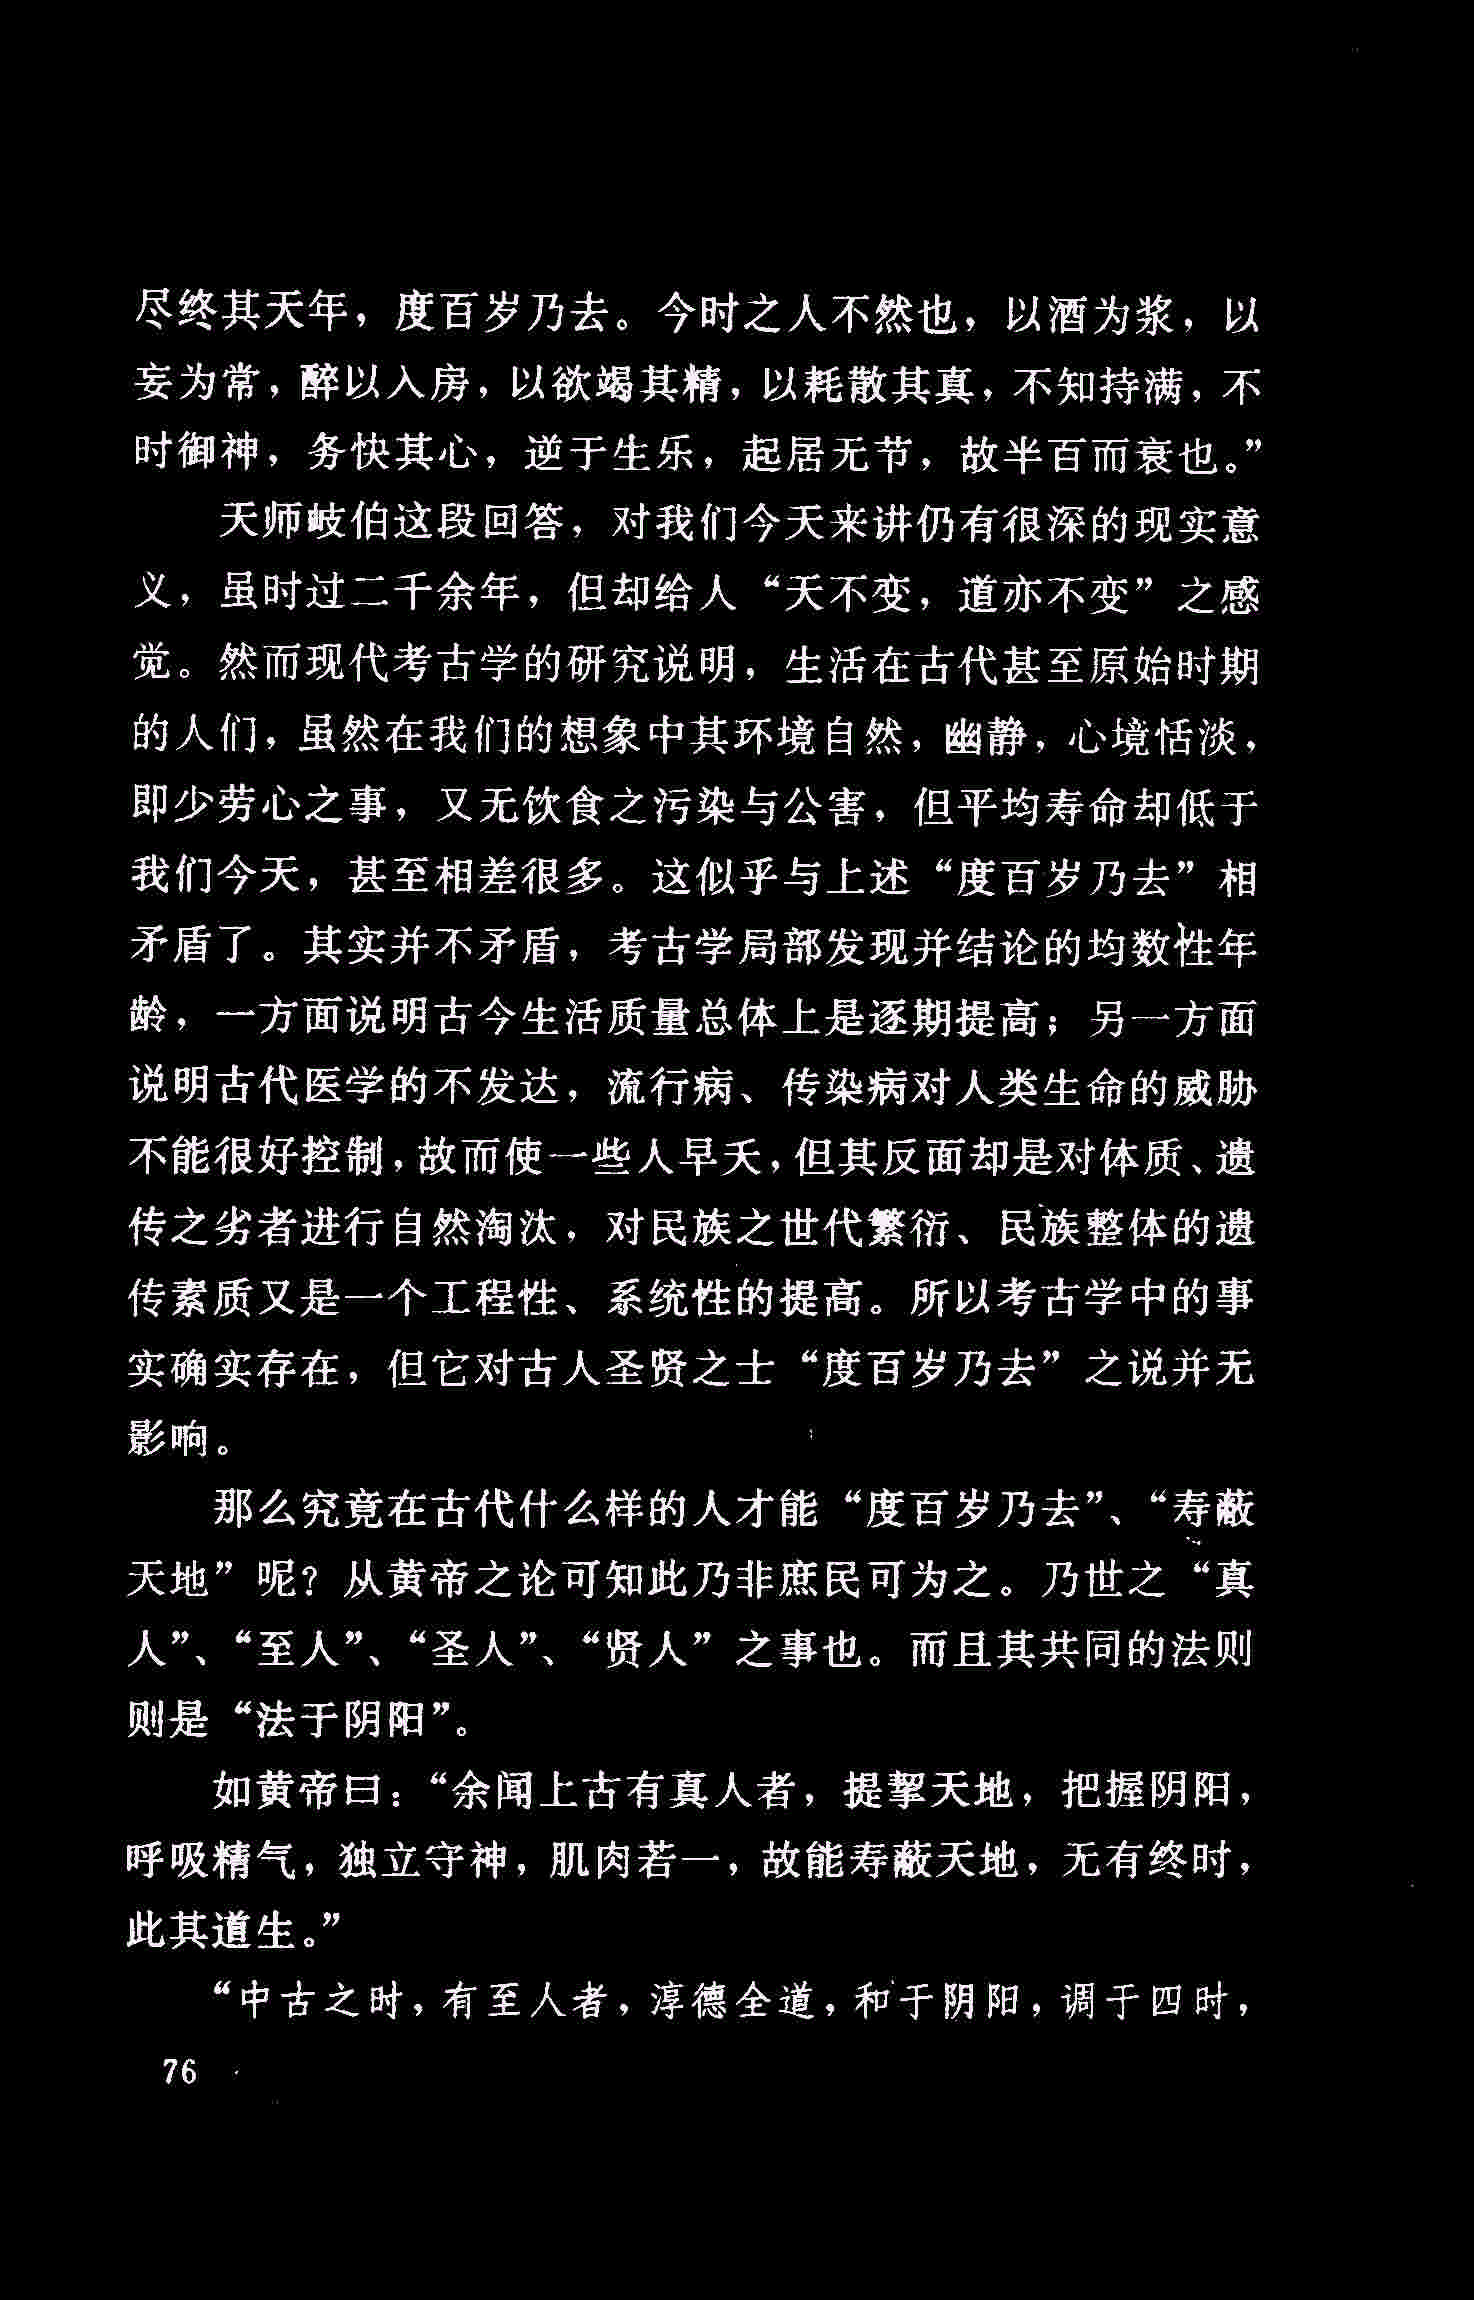 尽终其天年，度百岁乃去。今时之人不然也，以酒为浆，以
妄为常，醉以入房，以欲竭其精，以耗散其真，不知持满，不
时御神，务快其心，逆于生乐，起居无节，故半百而衰也。”
天师岐伯这段回答，对我们今天来讲仍有很深的现实意
义，虽时过二千余年，但却给人“天不变，道亦不变”之感
觉。然而现代考古学的研究说明，生活在古代甚至原始时期
的人们，虽然在我们的想象中其环境自然，幽静，心境恬淡，
即少劳心之事，又无饮食之污染与公害，但平均寿命却低于
我们今天，甚至相差很多。这似乎与上述“度百岁乃去”相
矛盾了。其实并不矛盾，考古学局部发现并结论的均数性年
龄，一方面说明古今生活质量总体上是逐期提高；另一方面
说明古代医学的不发达，流行病、传染病对人类生命的威胁
不能很好控制，故而使一些人早夭，但其反面却是对体质、遗
传之劣者进行自然淘汰，对民族之世代繁衍、民族整体的遗
传素质又是一个工程性、系统性的提高。所以考古学中的事
实确实存在，但它对古人圣贤之士“度百岁乃去”之说并无
影响。
那么究竟在古代什么样的人才能“度百岁乃去”、“寿蔽
天地”呢？从黄帝之论可知此乃非庶民可为之。乃世之“真
人”、“至人”、“圣人”、“贤人”之事也。而且其共同的法则
则是“法于阴阳”。
如黄帝曰：“余闻上古有真人者，提挈天地，把握阴阳，
呼吸精气，独立守神，肌肉若一，故能寿蔽天地，无有终时，
此其道生。”
“中古之时，有至人者，淳德全道，和于阴阳，调于四时，
76